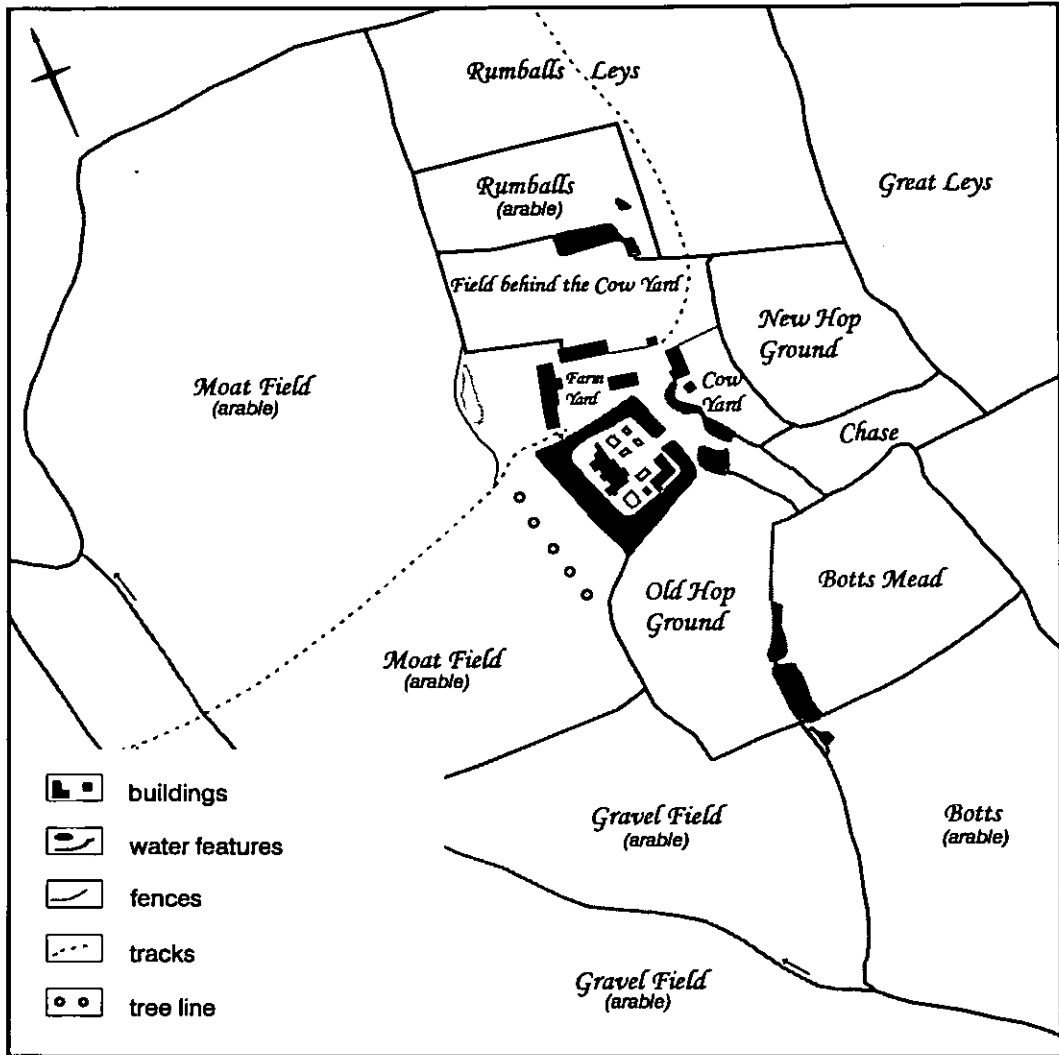 Rumballs Leys
Rumballs
(arable)
Great Leys
Field behind the Cow Yard
New Hop
Ground
Moat Field
(arable)
Farm
Yard
Cow
Yard
Chase
Old Hop
Ground
Botts Mead
Moat Field
(arable)
Gravel Field
(arable)
Botts
(arable)
Gravel Field
(arable)
buildings
water features
fences
tracks
tree line